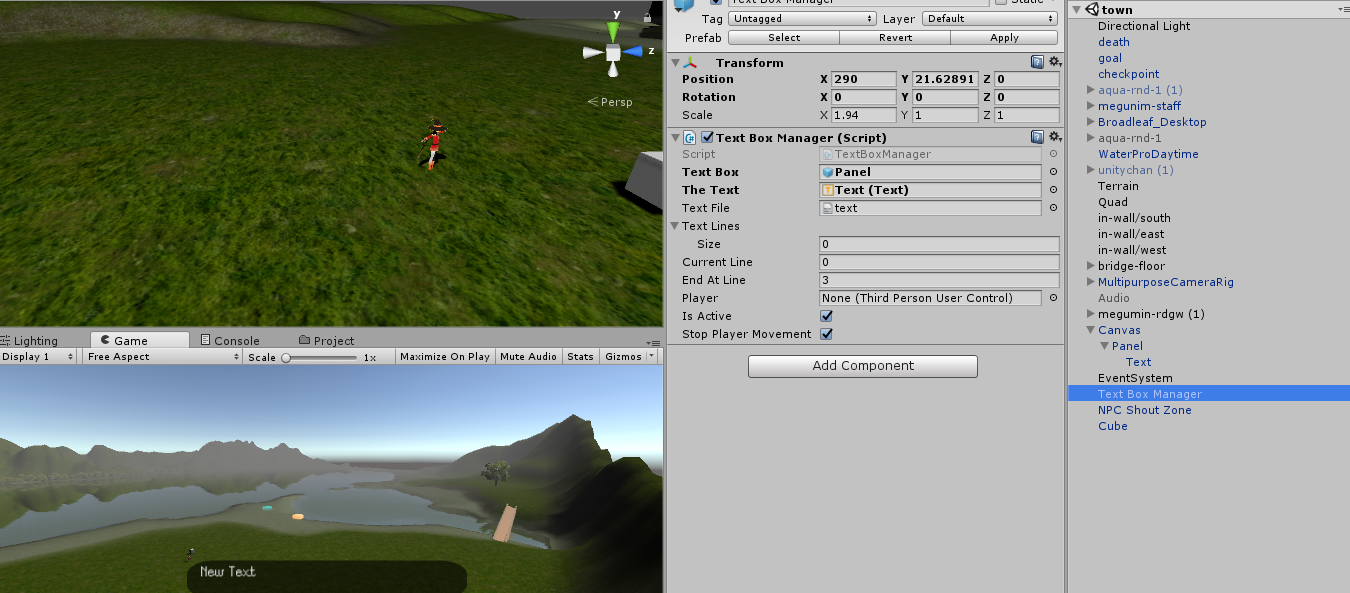 y
z
Persp
Lighting
Game
Console
Project
Display 1
Free Aspect
Scale
1x
Maximize On Play
Mute Audio
Stats
Gizmos
New Text
Text Box Manager
Static
Tag
Untagged
Layer
Default
Prefab
Select
Revert
Apply
Transform
Position X 290 Y 21.62891 Z 0
Rotation X 0 Y 0 Z 0
Scale X 1.94 Y 1 Z 1
Text Box Manager (Script)
Script TextBoxManager
Text Box Panel
The Text Text (Text)
Text File text
Text Lines
Size 0
Current Line 0
End At Line 3
Player None (Third Person User Control)
Is Active
Stop Player Movement
Add Component
town
Directional Light
death
goal
checkpoint
aqua-rnd-1 (1)
megunim-staff
Broadleaf_Desktop
aqua-rnd-1
WaterProDaytime
unitychan (1)
Terrain
Quad
in-wall/south
in-wall/east
in-wall/west
bridge-floor
MultipurposeCameraRig
Audio
megumin-rdgw (1)
Canvas
Panel
Text
EventSystem
Text Box Manager
NPC Shout Zone
Cube